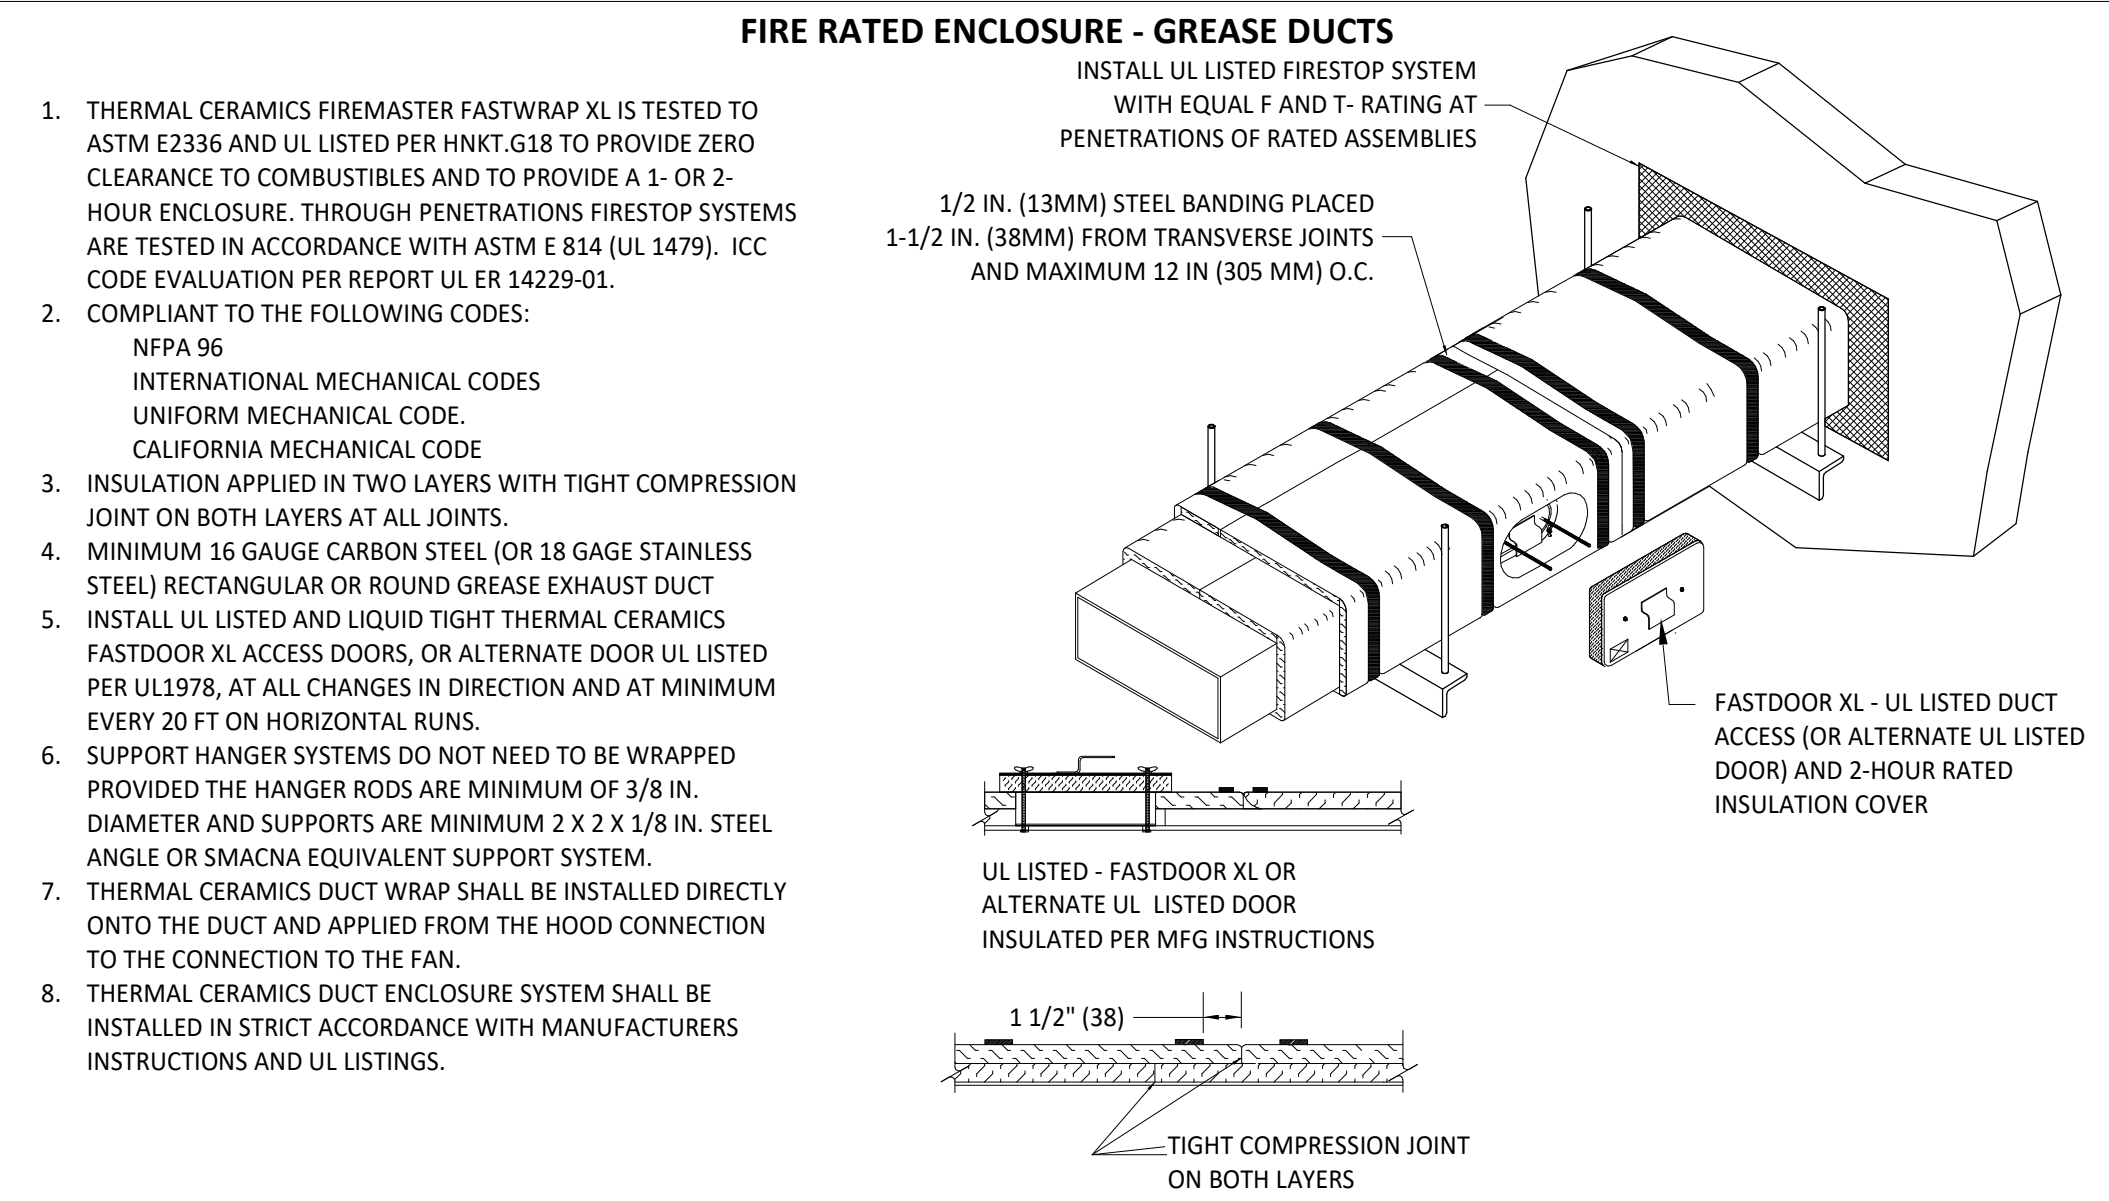 FIRE RATED ENCLOSURE - GREASE DUCTS
1. THERMAL CERAMICS FIREMASTER FASTWRAP XL IS TESTED TO
ASTM E2336 AND UL LISTED PER HNKT.G18 TO PROVIDE ZERO
CLEARANCE TO COMBUSTIBLES AND TO PROVIDE A 1- OR 2-
HOUR ENCLOSURE. THROUGH PENETRATIONS FIRESTOP SYSTEMS
ARE TESTED IN ACCORDANCE WITH ASTM E 814 (UL 1479). ICC
CODE EVALUATION PER REPORT UL ER 14229-01.
2. COMPLIANT TO THE FOLLOWING CODES:
NFPA 96
INTERNATIONAL MECHANICAL CODES
UNIFORM MECHANICAL CODE.
CALIFORNIA MECHANICAL CODE
3. INSULATION APPLIED IN TWO LAYERS WITH TIGHT COMPRESSION
JOINT ON BOTH LAYERS AT ALL JOINTS.
4. MINIMUM 16 GAUGE CARBON STEEL (OR 18 GAGE STAINLESS
STEEL) RECTANGULAR OR ROUND GREASE EXHAUST DUCT
5. INSTALL UL LISTED AND LIQUID TIGHT THERMAL CERAMICS
FASTDOOR XL ACCESS DOORS, OR ALTERNATE DOOR UL LISTED
PER UL1978, AT ALL CHANGES IN DIRECTION AND AT MINIMUM
EVERY 20 FT ON HORIZONTAL RUNS.
6. SUPPORT HANGER SYSTEMS DO NOT NEED TO BE WRAPPED
PROVIDED THE HANGER RODS ARE MINIMUM OF 3/8 IN.
DIAMETER AND SUPPORTS ARE MINIMUM 2 X 2 X 1/8 IN. STEEL
ANGLE OR SMACNA EQUIVALENT SUPPORT SYSTEM.
7. THERMAL CERAMICS DUCT WRAP SHALL BE INSTALLED DIRECTLY
ONTO THE DUCT AND APPLIED FROM THE HOOD CONNECTION
TO THE CONNECTION TO THE FAN.
8. THERMAL CERAMICS DUCT ENCLOSURE SYSTEM SHALL BE
INSTALLED IN STRICT ACCORDANCE WITH MANUFACTURERS
INSTRUCTIONS AND UL LISTINGS.
INSTALL UL LISTED FIRESTOP SYSTEM
WITH EQUAL F AND T- RATING AT
PENETRATIONS OF RATED ASSEMBLIES
1/2 IN. (13MM) STEEL BANDING PLACED
1-1/2 IN. (38MM) FROM TRANSVERSE JOINTS
AND MAXIMUM 12 IN (305 MM) O.C.
FASTDOOR XL - UL LISTED DUCT
ACCESS (OR ALTERNATE UL LISTED
DOOR) AND 2-HOUR RATED
INSULATION COVER
UL LISTED - FASTDOOR XL OR
ALTERNATE UL LISTED DOOR
INSULATED PER MFG INSTRUCTIONS
1 1/2" (38)
TIGHT COMPRESSION JOINT
ON BOTH LAYERS